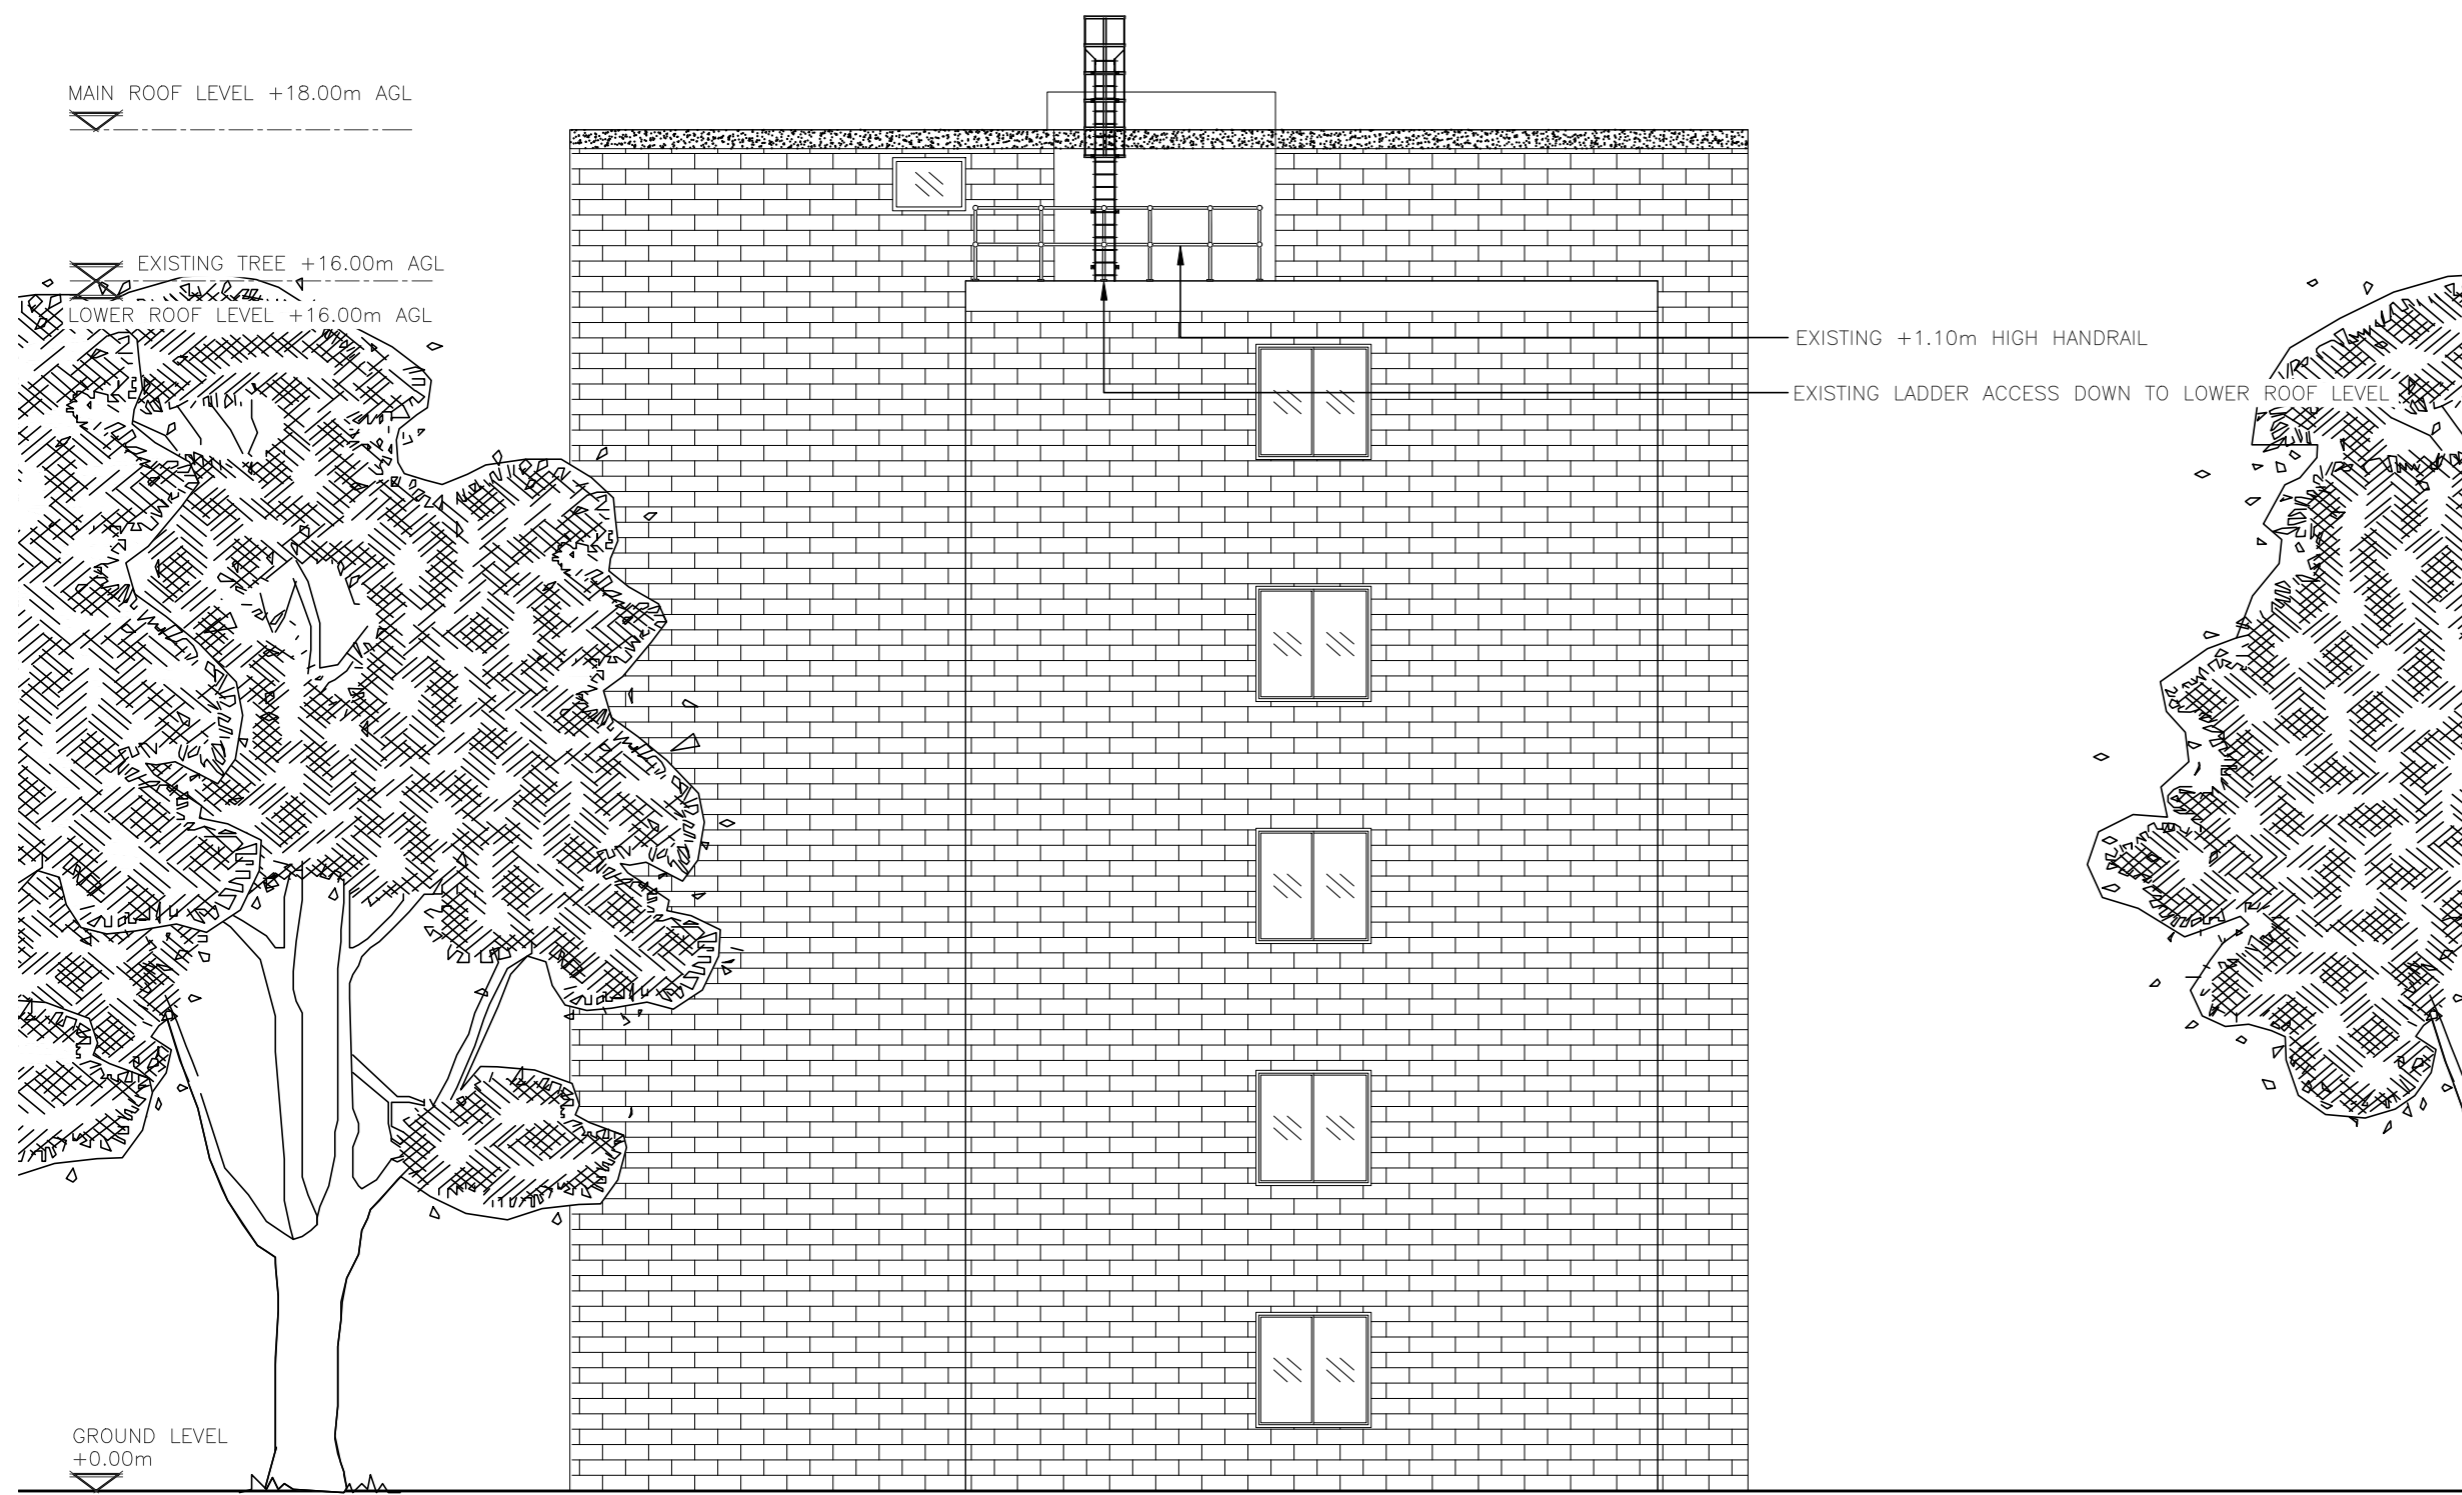 MAIN ROOF LEVEL +18.00m AGL
EXISTING TREE +16.00m AGL
LOWER ROOF LEVEL +16.00m AGL
EXISTING +1.10m HIGH HANDRAIL
EXISTING LADDER ACCESS DOWN TO LOWER ROOF LEVEL
GROUND LEVEL
+0.00m